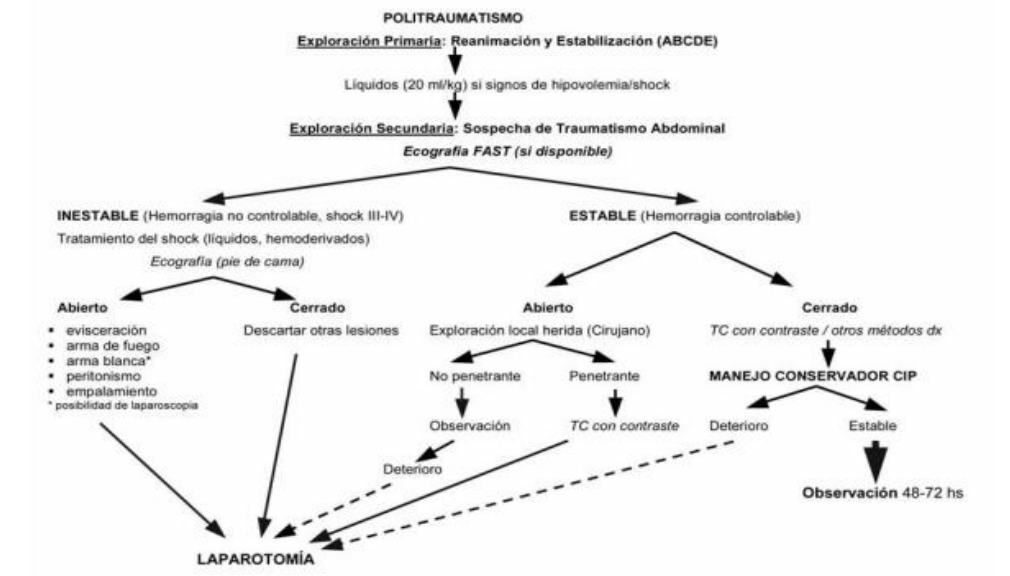 POLITRAUMATISMO
Exploración Primaria: Reanimación y Estabilización (ABCDE)
Líquidos (20 ml/kg) si signos de hipovolemia/shock
Exploración Secundaria: Sospecha de Traumatismo Abdominal
Ecografía FAST (si disponible)
INESTABLE (Hemorragia no controlable, shock III-IV)
Tratamiento del shock (líquidos, hemoderivados)
Ecografía (pie de cama)
ESTABLE (Hemorragia controlable)
Abierto
▪ evisceración
▪ arma de fuego
▪ arma blanca*
▪ peritonismo
▪ empalamiento
* posibilidad de laparoscopia
Cerrado
Descartar otras lesiones
Abierto
Exploración local herida (Cirujano)
No penetrante
Penetrante
Observación
TC con contraste
Deterioro
Cerrado
TC con contraste / otros métodos dx
MANEJO CONSERVADOR CIP
Deterioro
Estable
Observación 48-72 hs
LAPAROTOMÍA